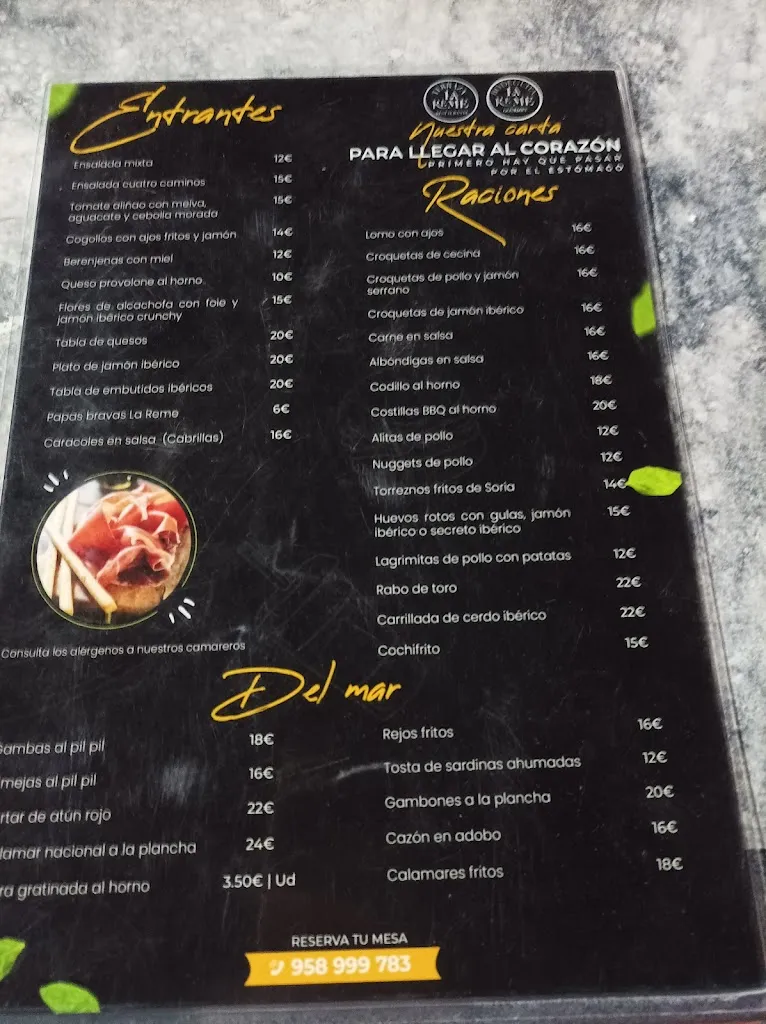 LA
REME
LA
REME
Nuestra carta
PARA LLEGAR AL CORAZÓN
PRIMERO HAY QUE PASAR
POR EL ESTÓMAGO
Entrantes
Ensalada mixta 12€
Ensalada cuatro caminos 15€
Tomate aliñao con melva, 15€
aguacate y cebolla morada
Cogollos con ajos fritos y jamón 14€
Berenjenas con miel 12€
Queso provolone al horno 10€
Flores de alcachofa con foie y 15€
jamón ibérico crunchy
Tabla de quesos 20€
Plato de jamón ibérico 20€
Tabla de embutidos ibéricos 20€
Papas bravas La Reme 6€
Caracoles en salsa (Cabrillas) 16€
Consulta los alérgenos a nuestros camareros
Raciones
Lomo con ajos 16€
Croquetas de cecina 16€
Croquetas de pollo y jamón 16€
serrano
Croquetas de jamón ibérico 16€
Carne en salsa 16€
Albóndigas en salsa 16€
Codillo al horno 18€
Costillas BBQ al horno 20€
Alitas de pollo 12€
Nuggets de pollo 12€
Torreznos fritos de Soria 14€
Huevos rotos con gulas, jamón 15€
ibérico o secreto ibérico
Lagrimitas de pollo con patatas 12€
Rabo de toro 22€
Carrillada de cerdo ibérico 22€
Cochifrito 15€
Del mar
Gambas al pil pil 18€
mejas al pil pil 16€
rtar de atún rojo 22€
lamar nacional a la plancha 24€
ra gratinada al horno 3.50€ | Ud
Rejos fritos 16€
Tosta de sardinas ahumadas 12€
Gambones a la plancha 20€
Cazón en adobo 16€
Calamares fritos 18€
RESERVA TU MESA
958 999 783